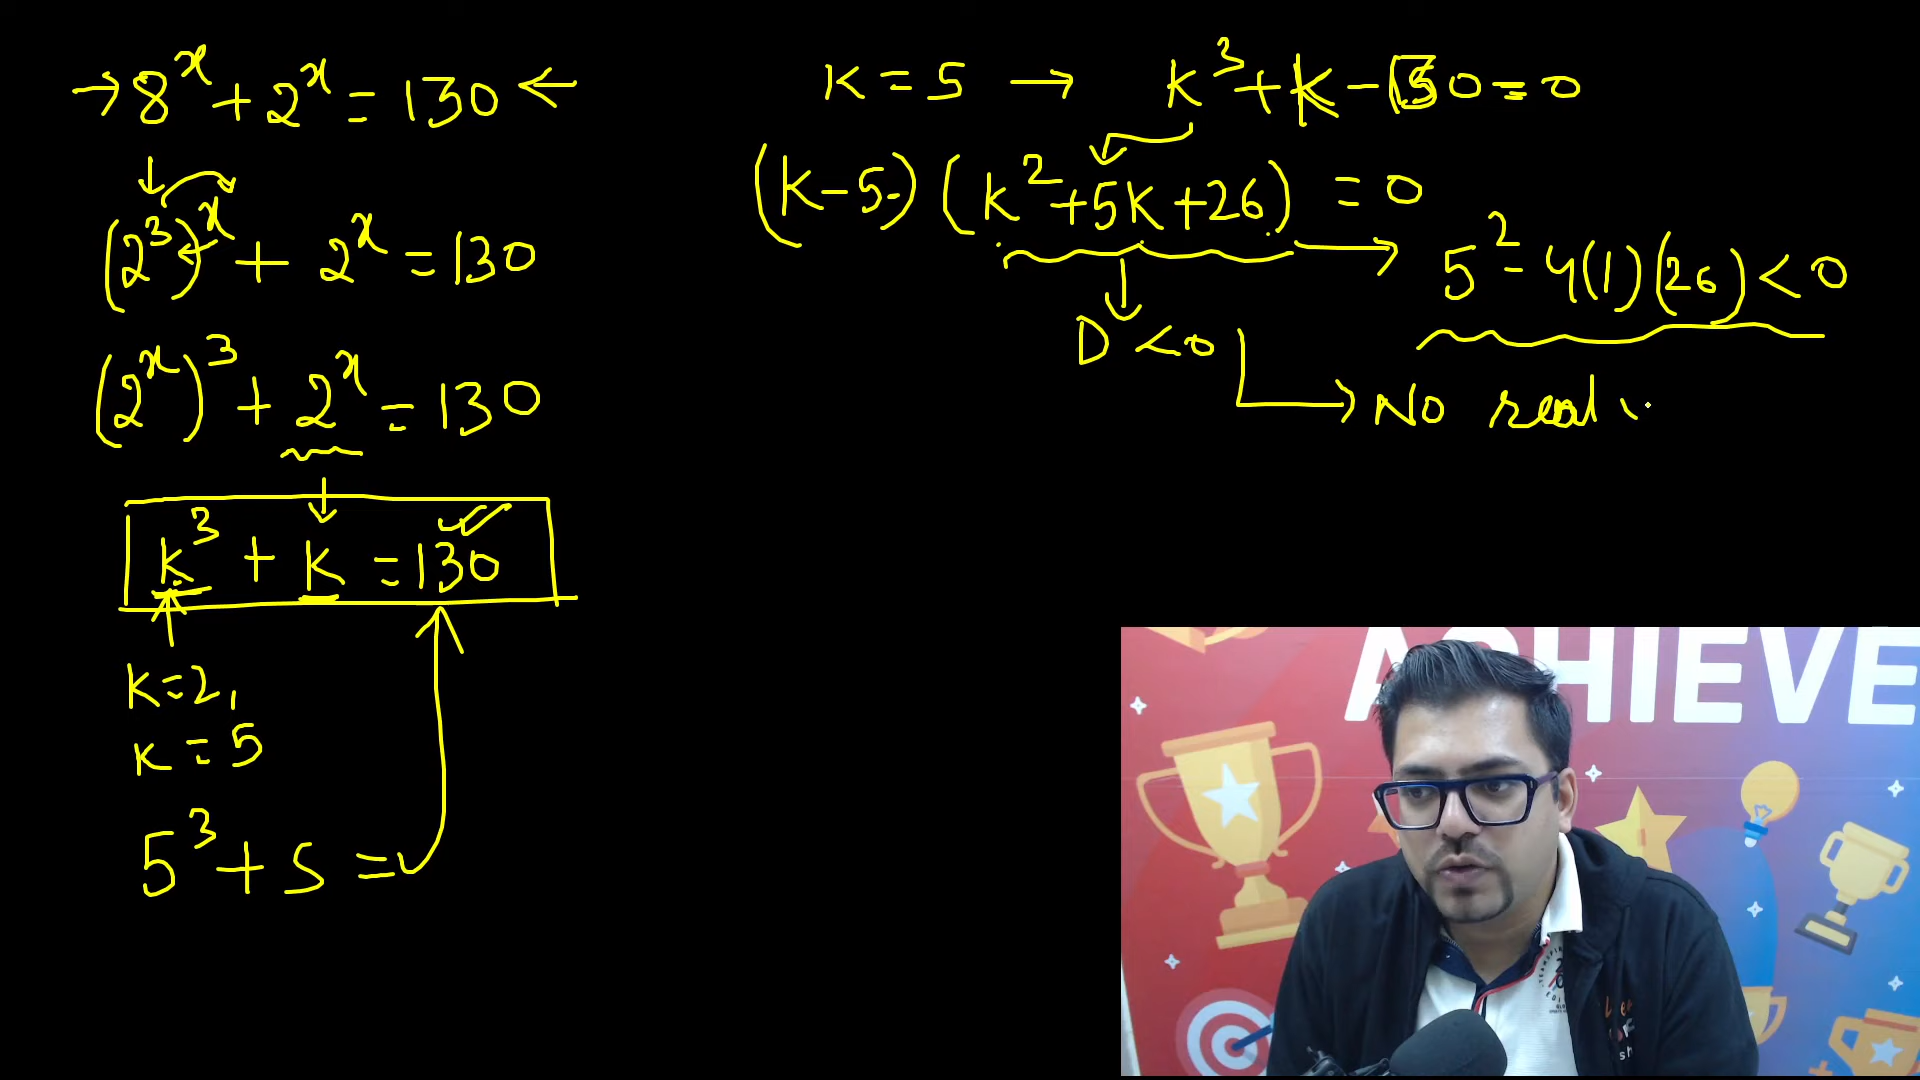 → 8^x + 2^x = 130 ←
(2^3)^x + 2^x = 130
(2^x)^3 + 2^x = 130
k^3 + k = 130
k = 2,
k = 5
5^3 + 5 =
K = 5 → k^3 + k - 130 = 0
(k - 5) (k^2 + 5k + 26) = 0
5^2 - 4(1)(26) < 0
D < 0
No real
ACHIEVE